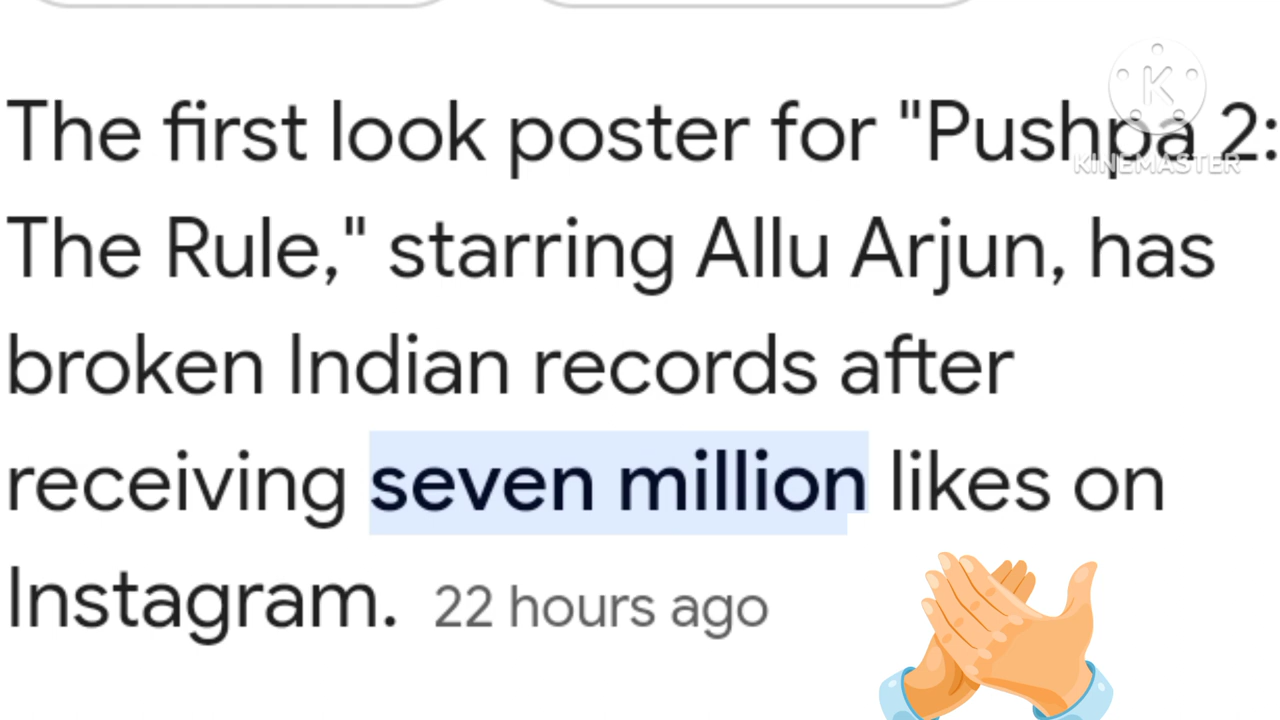 The first look poster for "Pushpa 2:
The Rule," starring Allu Arjun, has
broken Indian records after
receiving seven million likes on
Instagram. 22 hours ago
K
KINEMASTER